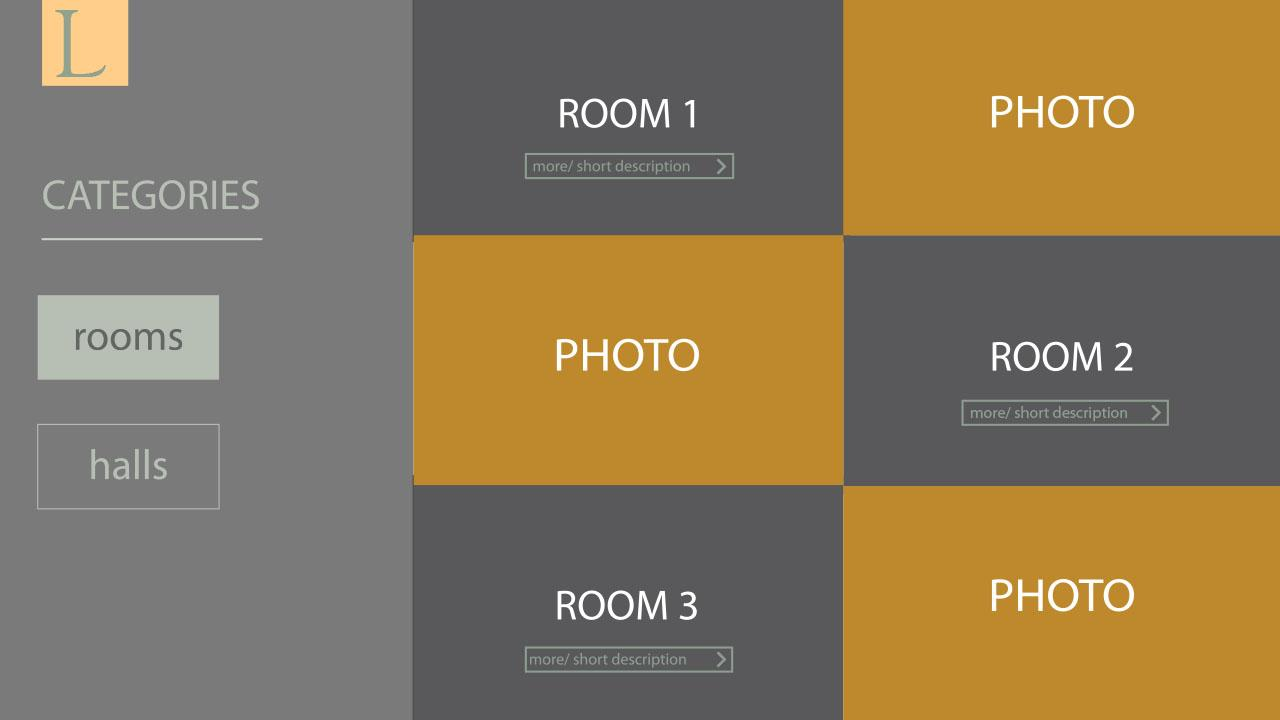 L
CATEGORIES
rooms
halls
ROOM 1
more/ short description
PHOTO
PHOTO
ROOM 2
more/ short description
ROOM 3
more/ short description
PHOTO